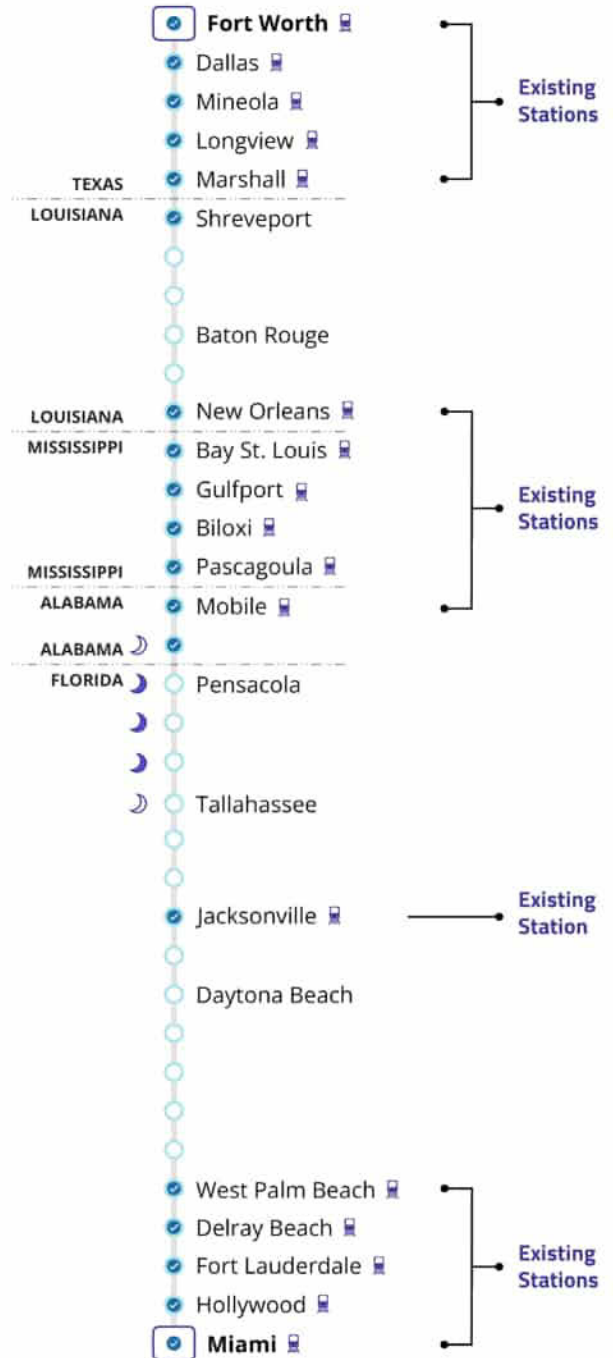 Fort Worth
Dallas
Mineola
Longview
Marshall
Existing
Stations
TEXAS
LOUISIANA
Shreveport
Baton Rouge
New Orleans
LOUISIANA
MISSISSIPPI
Bay St. Louis
Gulfport
Biloxi
Pascagoula
Existing
Stations
MISSISSIPPI
ALABAMA
Mobile
ALABAMA
FLORIDA
Pensacola
Tallahassee
Jacksonville
Existing
Station
Daytona Beach
West Palm Beach
Delray Beach
Fort Lauderdale
Hollywood
Miami
Existing
Stations